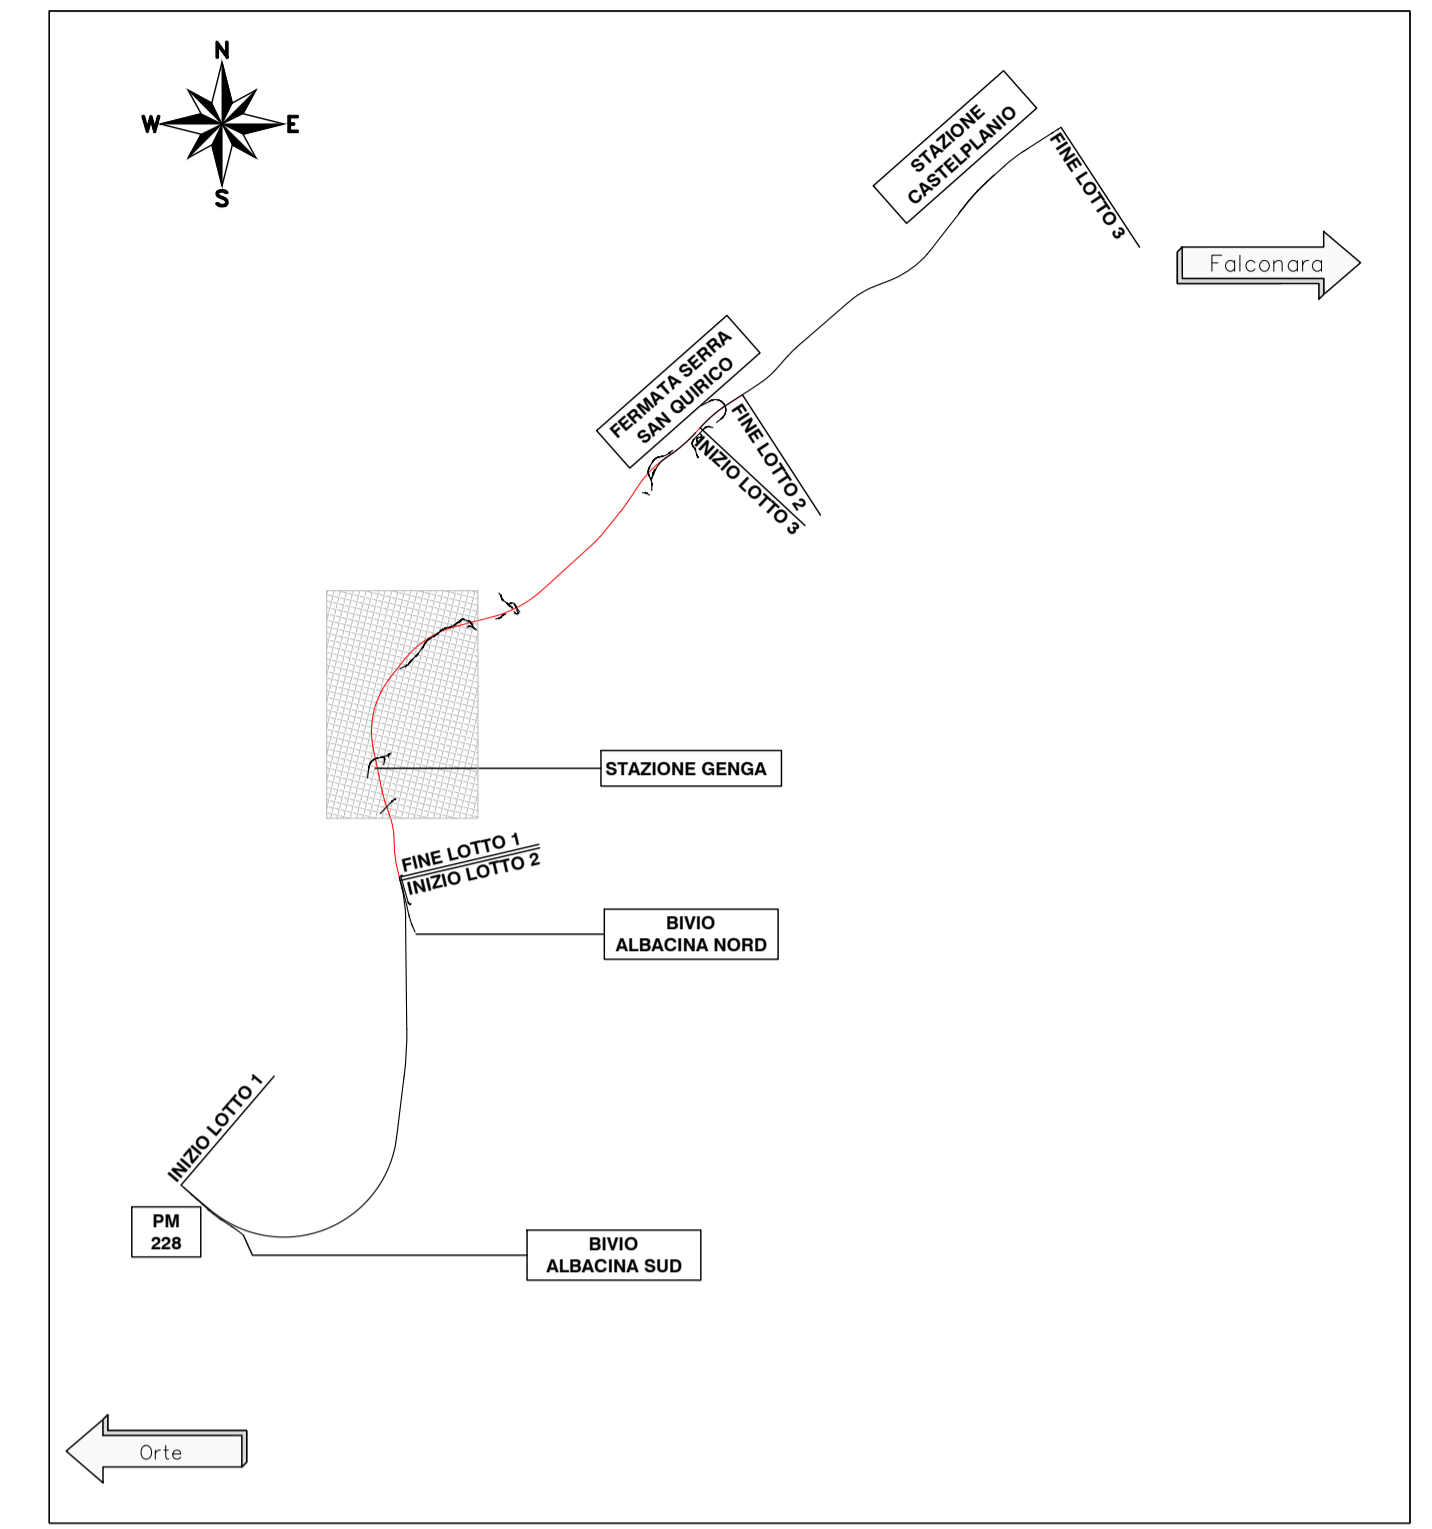 N
W
E
S
STAZIONE
CASTELPLANIO
FINE LOTTO 3
Falconara
FERMATA SERRA
SAN QUIRICO
FINE LOTTO 2
INIZIO LOTTO 3
STAZIONE GENGA
FINE LOTTO 1
INIZIO LOTTO 2
BIVIO
ALBACINA NORD
INIZIO LOTTO 1
PM
228
BIVIO
ALBACINA SUD
Orte